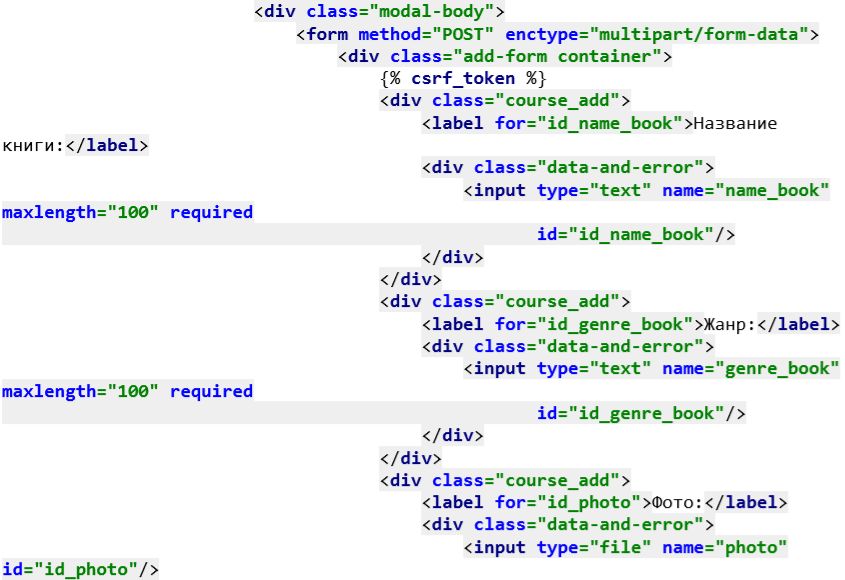 <div class="modal-body">
<form method="POST" enctype="multipart/form-data">
<div class="add-form container">
{% csrf_token %}
<div class="course_add">
<label for="id_name_book">Название
книги:</label>
<div class="data-and-error">
<input type="text" name="name_book"
maxlength="100" required
id="id_name_book"/>
</div>
</div>
<div class="course_add">
<label for="id_genre_book">Жанр:</label>
<div class="data-and-error">
<input type="text" name="genre_book"
maxlength="100" required
id="id_genre_book"/>
</div>
</div>
<div class="course_add">
<label for="id_photo">Фото:</label>
<div class="data-and-error">
<input type="file" name="photo"
id="id_photo"/>